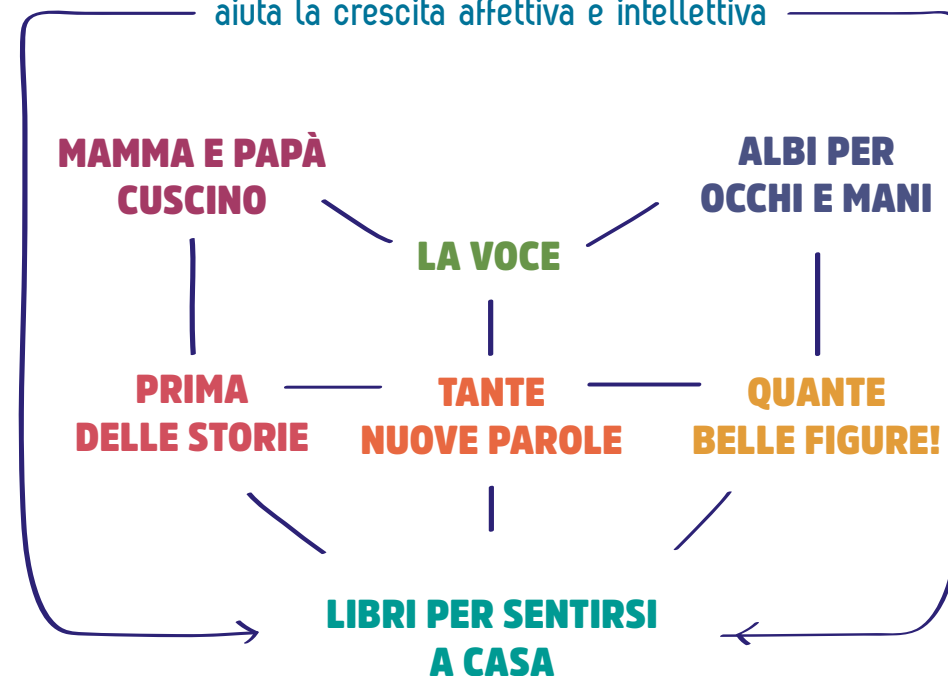 aiuta la crescita affettiva e intellettiva
MAMMA E PAPÀ
CUSCINO
ALBI PER
OCCHI E MANI
LA VOCE
PRIMA
DELLE STORIE
TANTE
NUOVE PAROLE
QUANTE
BELLE FIGURE!
LIBRI PER SENTIRSI
A CASA